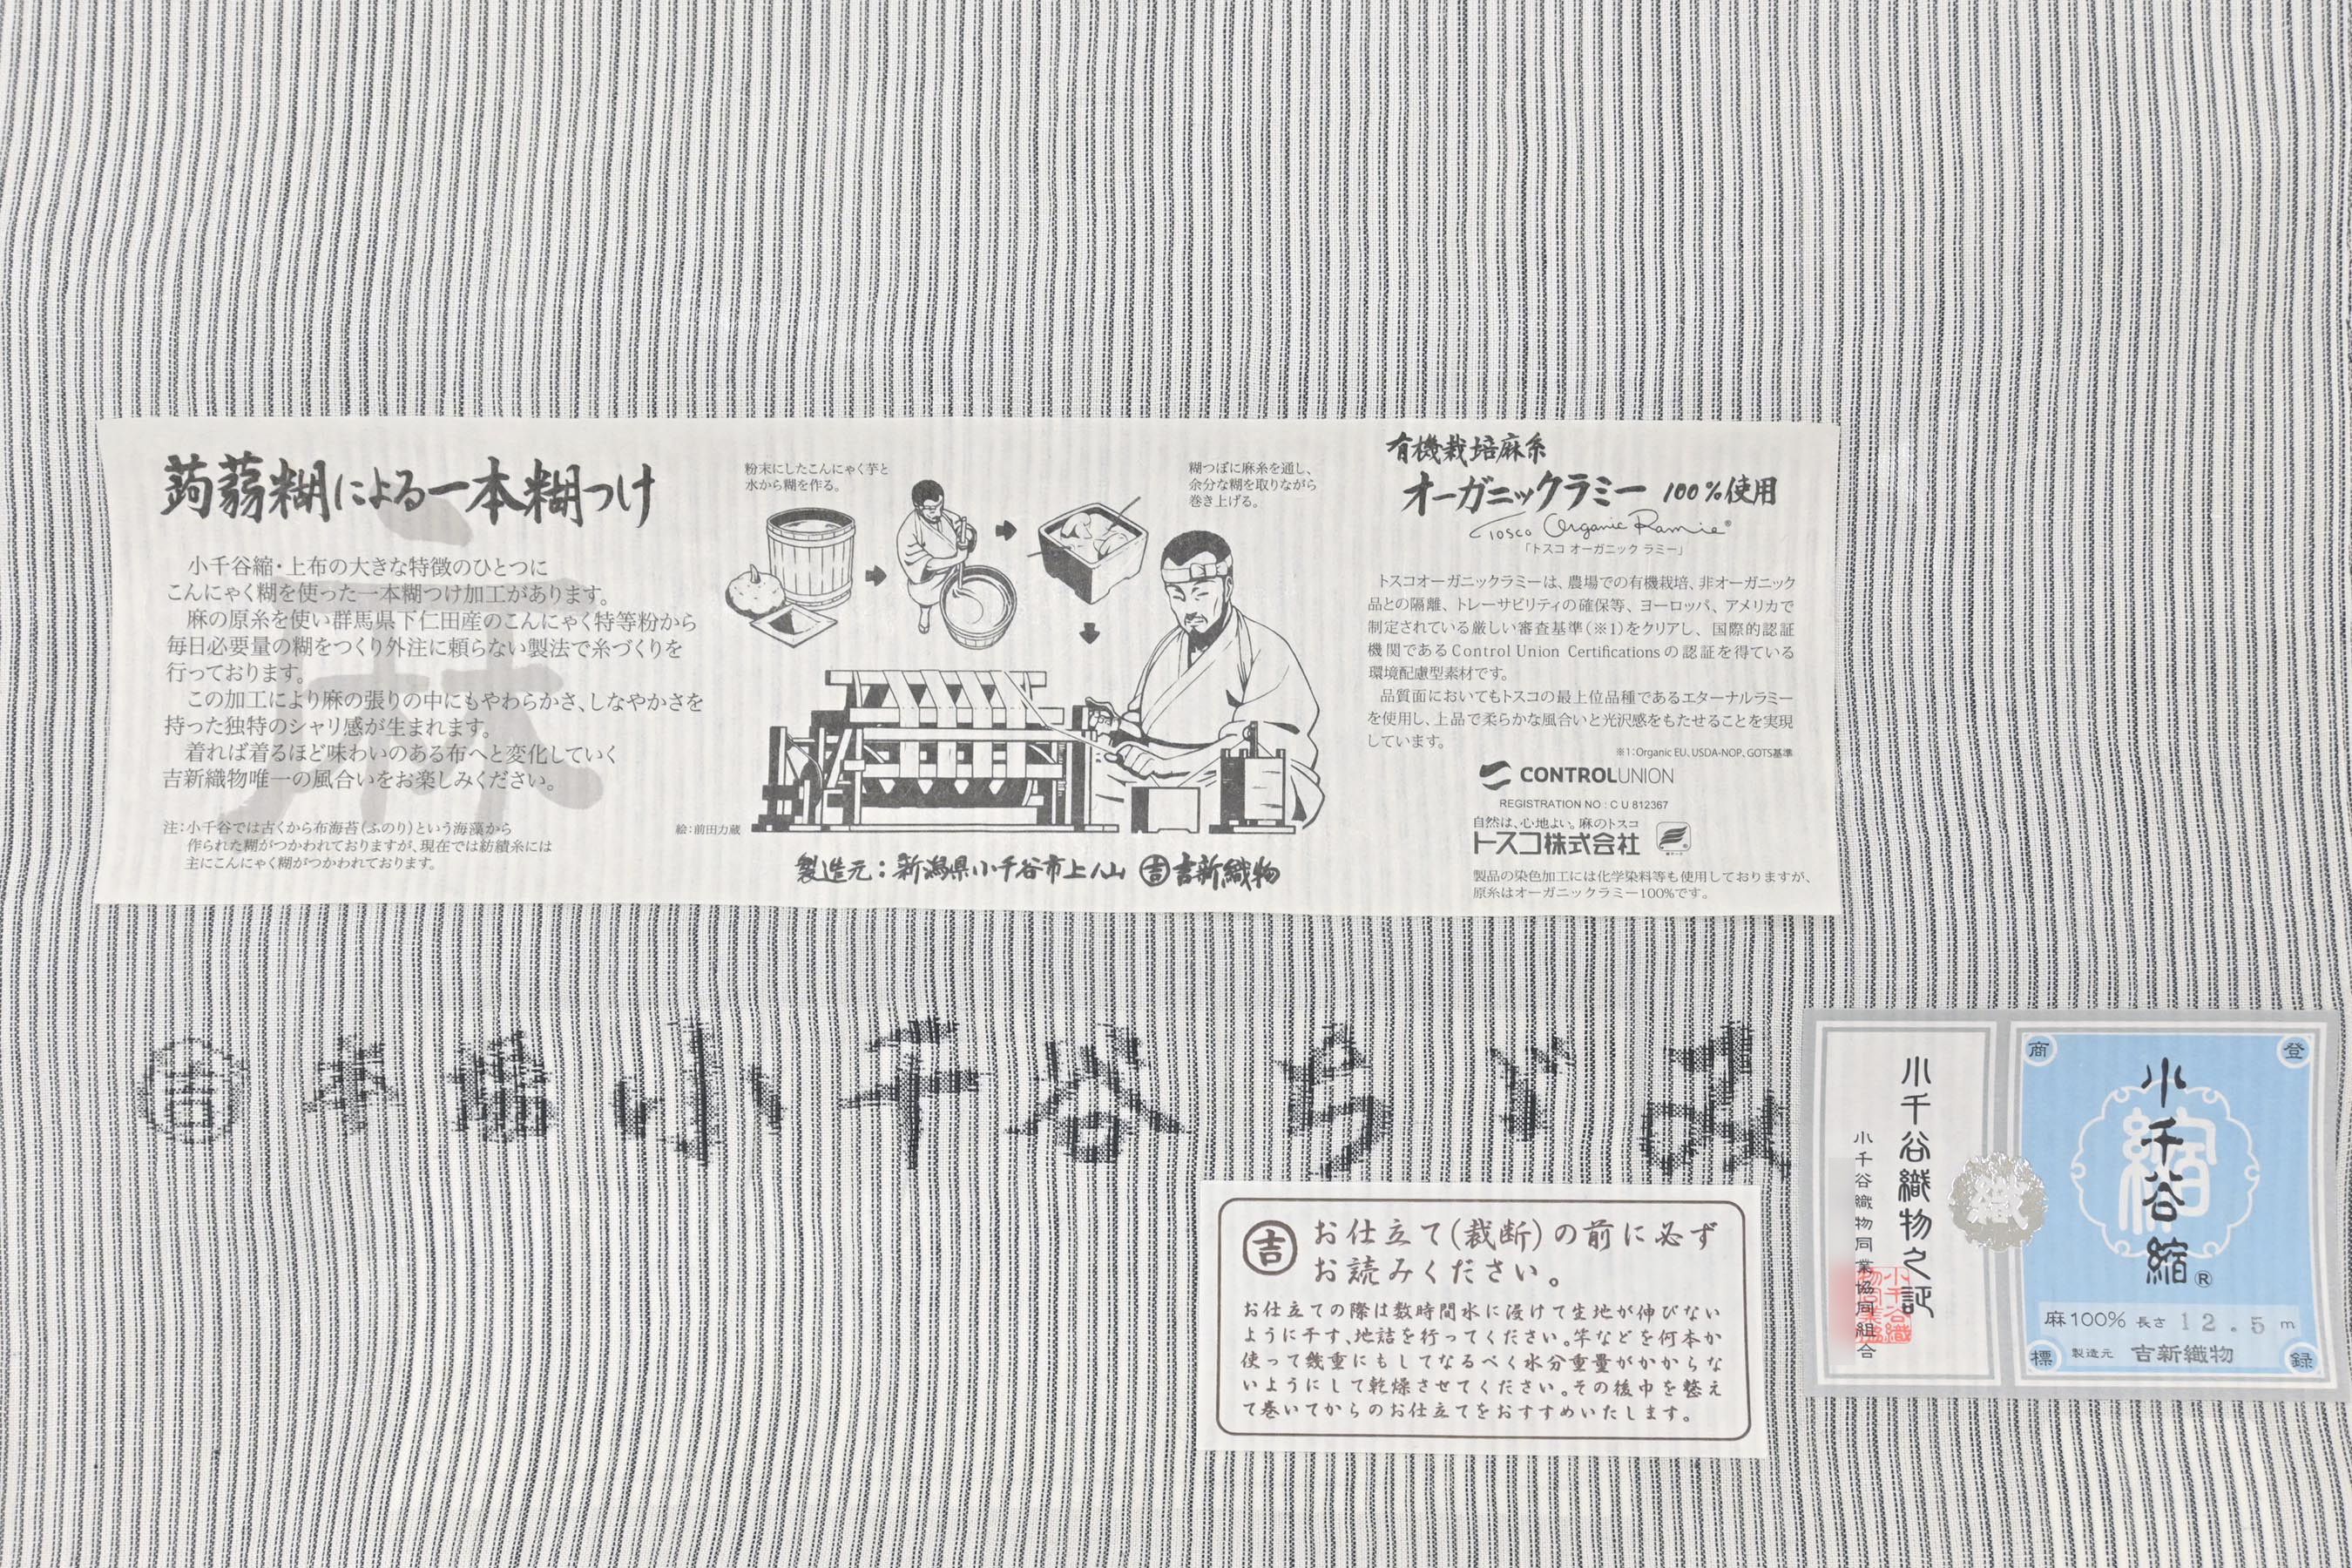 蒟蒻糊による一本糊つけ
小千谷縮・上布の大きな特徴のひとつに
こんにゃく糊を使った一本糊つけ加工があります。
麻の原糸を使い群馬県下仁田産のこんにゃく特等粉から
毎日必要量の糊をつくり外注に頼らない製法で糸づくりを
行っております。
この加工により麻の張りの中にもやわらかさ、しなやかさを
持った独特のシャリ感が生まれます。
着れば着るほど味わいのある布へと変化していく
吉新織物唯一の風合いをお楽しみください。
注：小千谷では古くから布海苔（ふのり）という海藻から
作られた糊がつかわれておりますが、現在では紡績糸には
主にこんにゃく糊がつかわれております。
麻
粉末にしたこんにゃく芋と
水から糊を作る。
糊つぼに麻糸を通し、
余分な糊を取りながら
巻き上げる。
絵：前田力蔵
製造元：新潟県小千谷市上ノ山 吉 吉新織物
有機栽培麻糸
オーガニックラミー 100％使用
Tosco Organic Ramie®
「トスコ オーガニック ラミー」
トスコオーガニックラミーは、農場での有機栽培、非オーガニック
品との隔離、トレーサビリティの確保等、ヨーロッパ、アメリカで
制定されている厳しい審査基準（※1）をクリアし、国際的認証
機関であるControl Union Certificationsの認証を得ている
環境配慮型素材です。
品質面においてもトスコの最上位品種であるエターナルラミー
を使用し、上品で柔らかな風合いと光沢感をもたせることを実現
しています。
※1：Organic EU, USDA-NOP、GOTS基準
CONTROLUNION
REGISTRATION NO : C U 812367
自然は、心地よい。麻のトスコ
トスコ株式会社
製品の染色加工には化学染料等も使用しておりますが、
原糸はオーガニックラミー100%です。
吉 本 小千谷ちゞみ
吉 お仕立て（裁断）の前に必ず
お読みください。
お仕立ての際は数時間水に浸けて生地が伸びない
ように干す、地詰を行ってください。竿などを何本か
使って幾重にもしてなるべく水分重量がかからな
いようにして乾燥させてください。その後巾を整え
て巻いてからのお仕立てをおすすめいたします。
小千谷織物之証
小千谷織物同業協同組合
織
登録商標
縮
小千谷縮®
麻100% 長さ 12.5 m
製造元 吉新織物